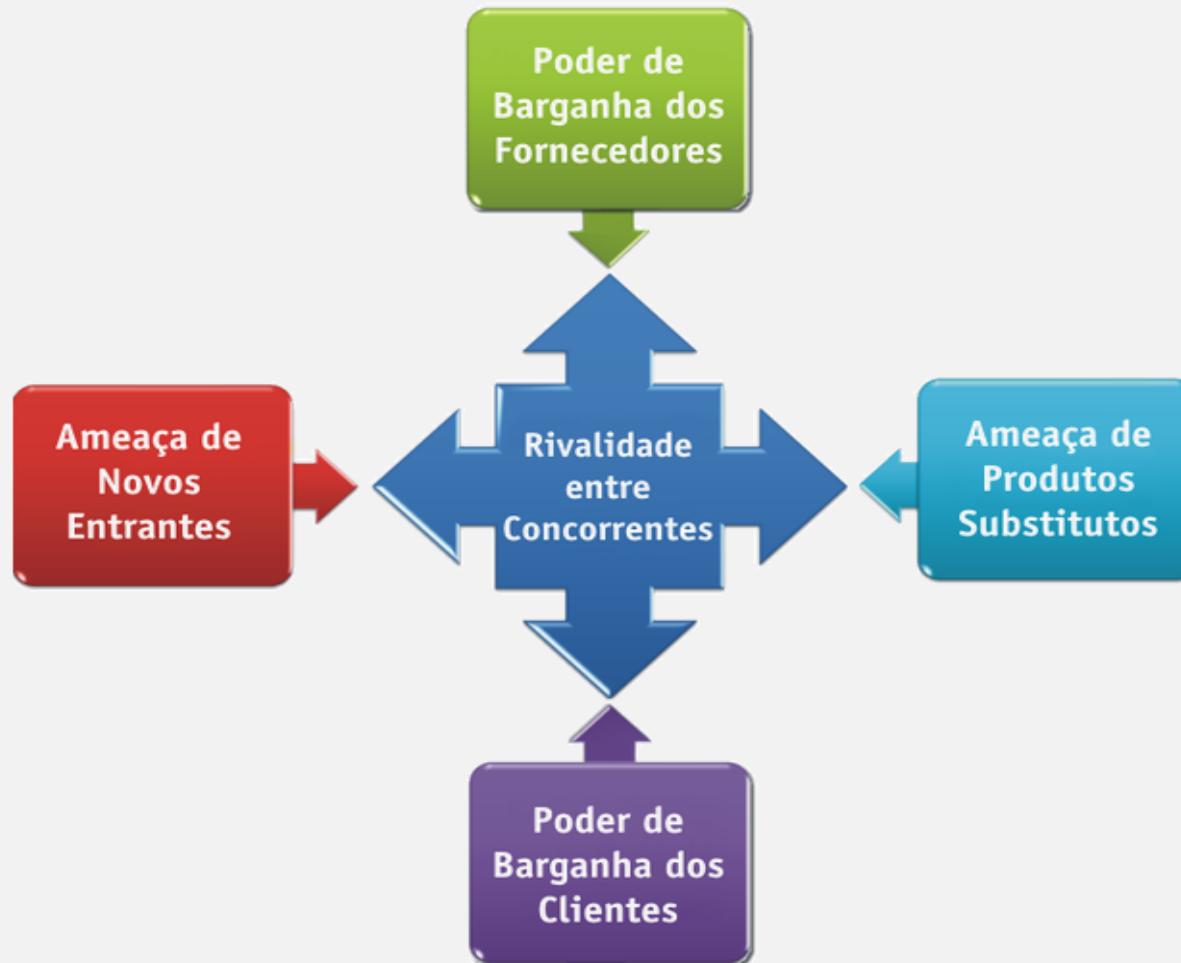 Poder de
Barganha dos
Fornecedores
Ameaça de
Novos
Entrantes
Rivalidade
entre
Concorrentes
Ameaça de
Produtos
Substitutos
Poder de
Barganha dos
Clientes